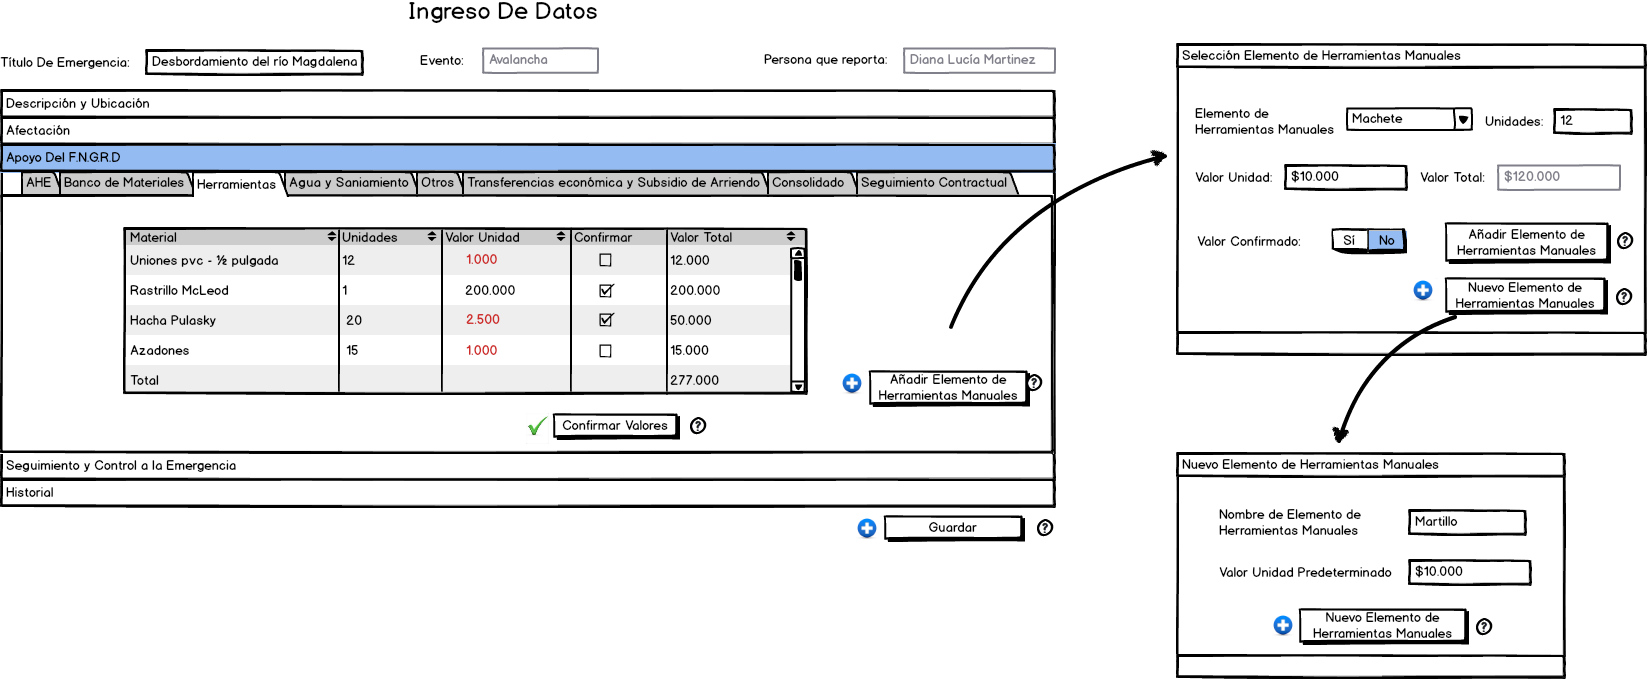 Ingreso De Datos
Título De Emergencia: Desbordamiento del río Magdalena Evento: Avalancha Persona que reporta: Diana Lucía Martinez
Descripción y Ubicación
Afectación
Apoyo Del F.N.G.R.D
AHE Banco de Materiales Herramientas Agua y Saniamiento Otros Transferencias económica y Subsidio de Arriendo Consolidado Seguimiento Contractual
Material Unidades Valor Unidad Confirmar Valor Total
Uniones pvc - ½ pulgada 12 1.000 12.000
Rastrillo McLeod 1 200.000 200.000
Hacha Pulasky 20 2.500 50.000
Azadones 15 1.000 15.000
Total 277.000
Añadir Elemento de
Herramientas Manuales ?
Confirmar Valores ?
Seguimiento y Control a la Emergencia
Historial
Guardar ?
Selección Elemento de Herramientas Manuales
Elemento de
Herramientas Manuales Machete Unidades: 12
Valor Unidad: $10.000 Valor Total: $120.000
Valor Confirmado: Sí No
Añadir Elemento de
Herramientas Manuales ?
Nuevo Elemento de
Herramientas Manuales ?
Nuevo Elemento de Herramientas Manuales
Nombre de Elemento de
Herramientas Manuales Martillo
Valor Unidad Predeterminado $10.000
Nuevo Elemento de
Herramientas Manuales ?